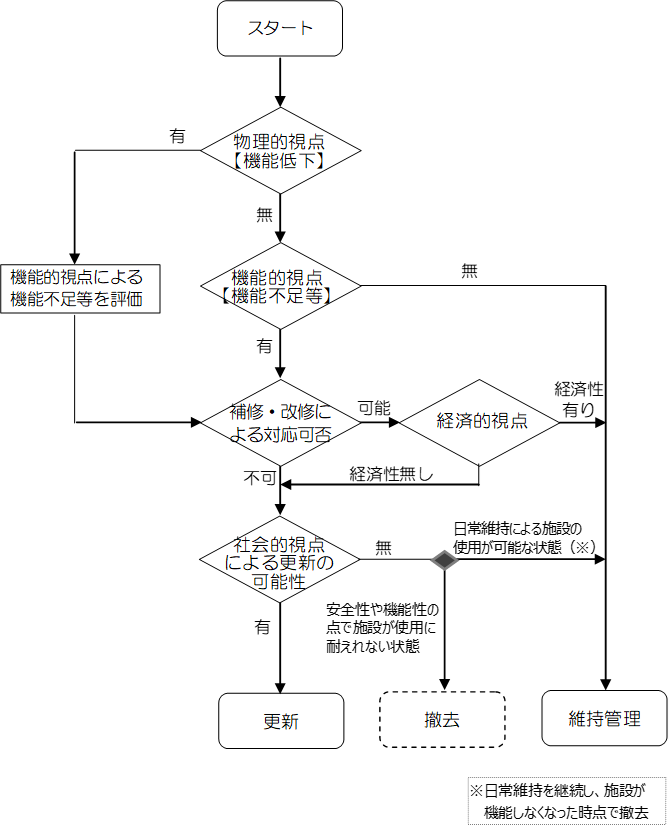 スタート
有
物理的視点
【機能低下】
無
機能的視点による
機能不足等を評価
機能的視点
【機能不足等】
無
有
補修・改修に
よる対応可否
可能
経済的視点
経済性
有り
不可
経済性無し
社会的視点
による更新の
可能性
無
日常維持による施設の
使用が可能な状態（※）
有
安全性や機能性の
点で施設が使用に
耐えれない状態
更新
撤去
維持管理
※日常維持を継続し、施設が
機能しなくなった時点で撤去